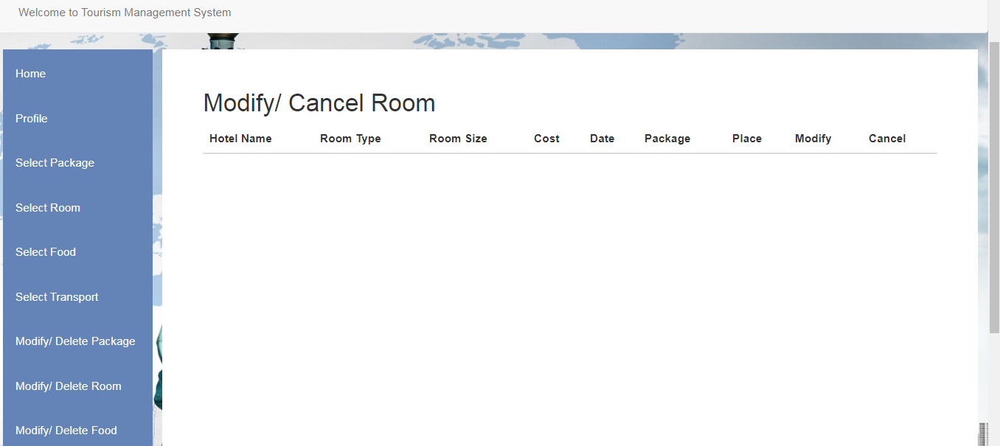 Welcome to Tourism Management System
Home
Profile
Select Package
Select Room
Select Food
Select Transport
Modify/ Delete Package
Modify/ Delete Room
Modify/ Delete Food
Modify/ Cancel Room
Hotel Name Room Type Room Size Cost Date Package Place Modify Cancel